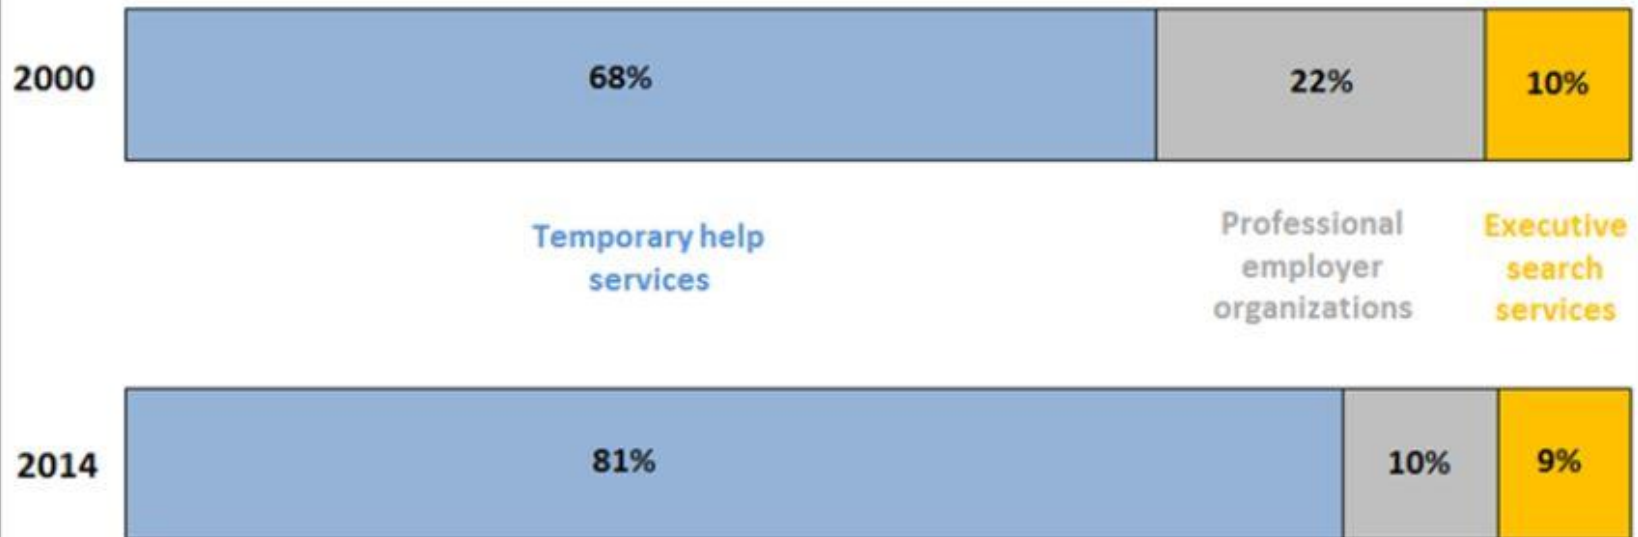 2000
68%
22%
10%
Temporary help
services
Professional
employer
organizations
Executive
search
services
2014
81%
10%
9%